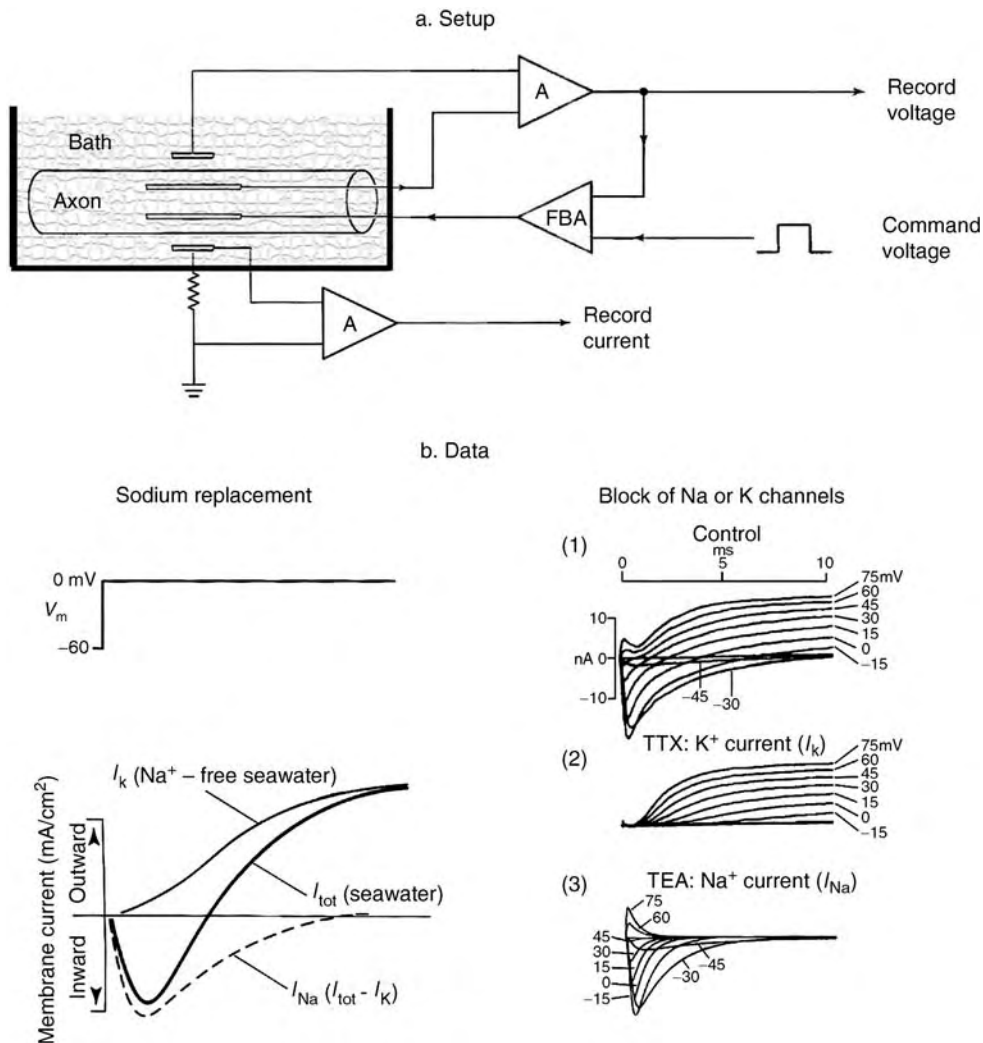 a. Setup
A
Record
voltage
Bath
Axon
FBA
Command
voltage
A
Record
current
b. Data
Sodium replacement
0 mV
Vm
−60
Membrane current (mA/cm²)
Outward
Inward
Ik (Na⁺ – free seawater)
Itot (seawater)
INa (Itot - IK)
Block of Na or K channels
(1)
Control
ms
0 5 10
10
nA 0
−10
75mV
60
45
30
15
0
−15
−45
−30
(2)
TTX: K⁺ current (Ik)
75mV
60
45
30
15
0
−15
(3)
TEA: Na⁺ current (INa)
75
60
45
30
15
0
−15
−45
−30